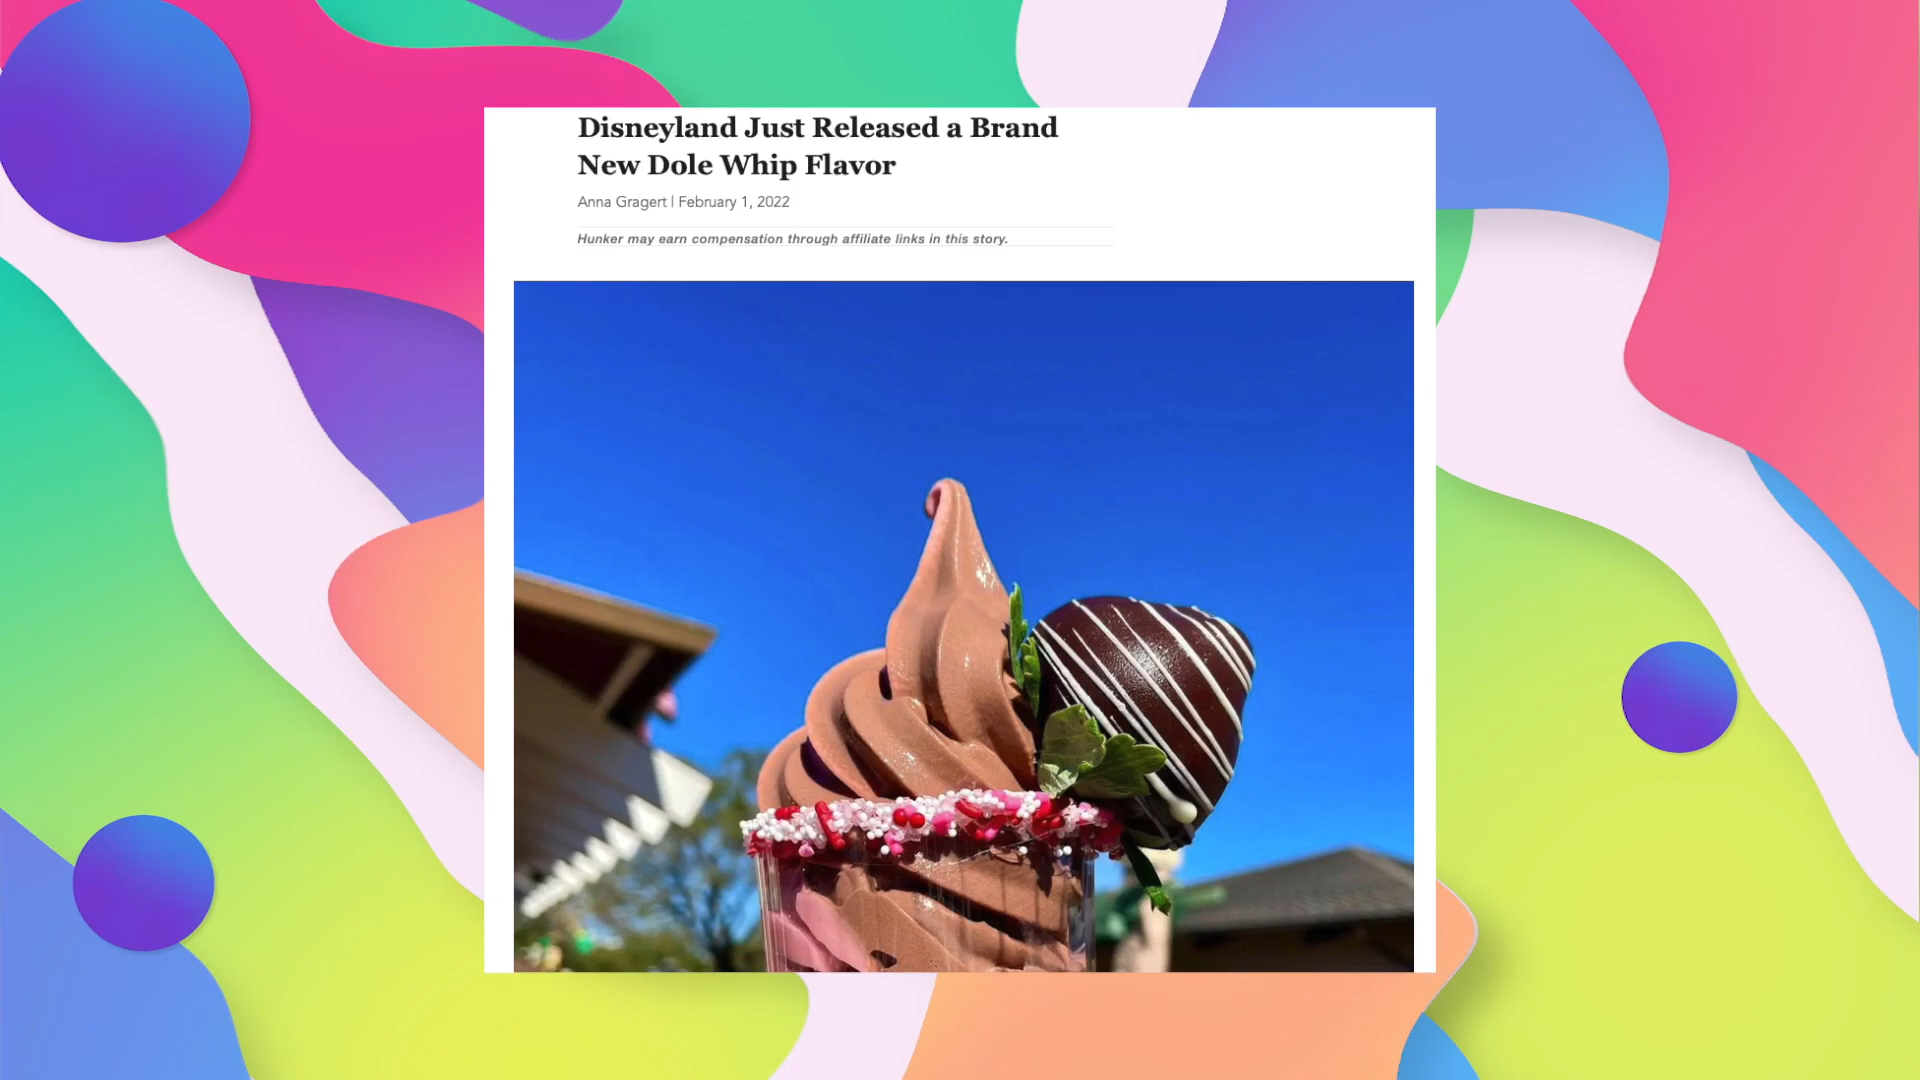 Disneyland Just Released a Brand
New Dole Whip Flavor
Anna Gragert | February 1, 2022
Hunker may earn compensation through affiliate links in this story.